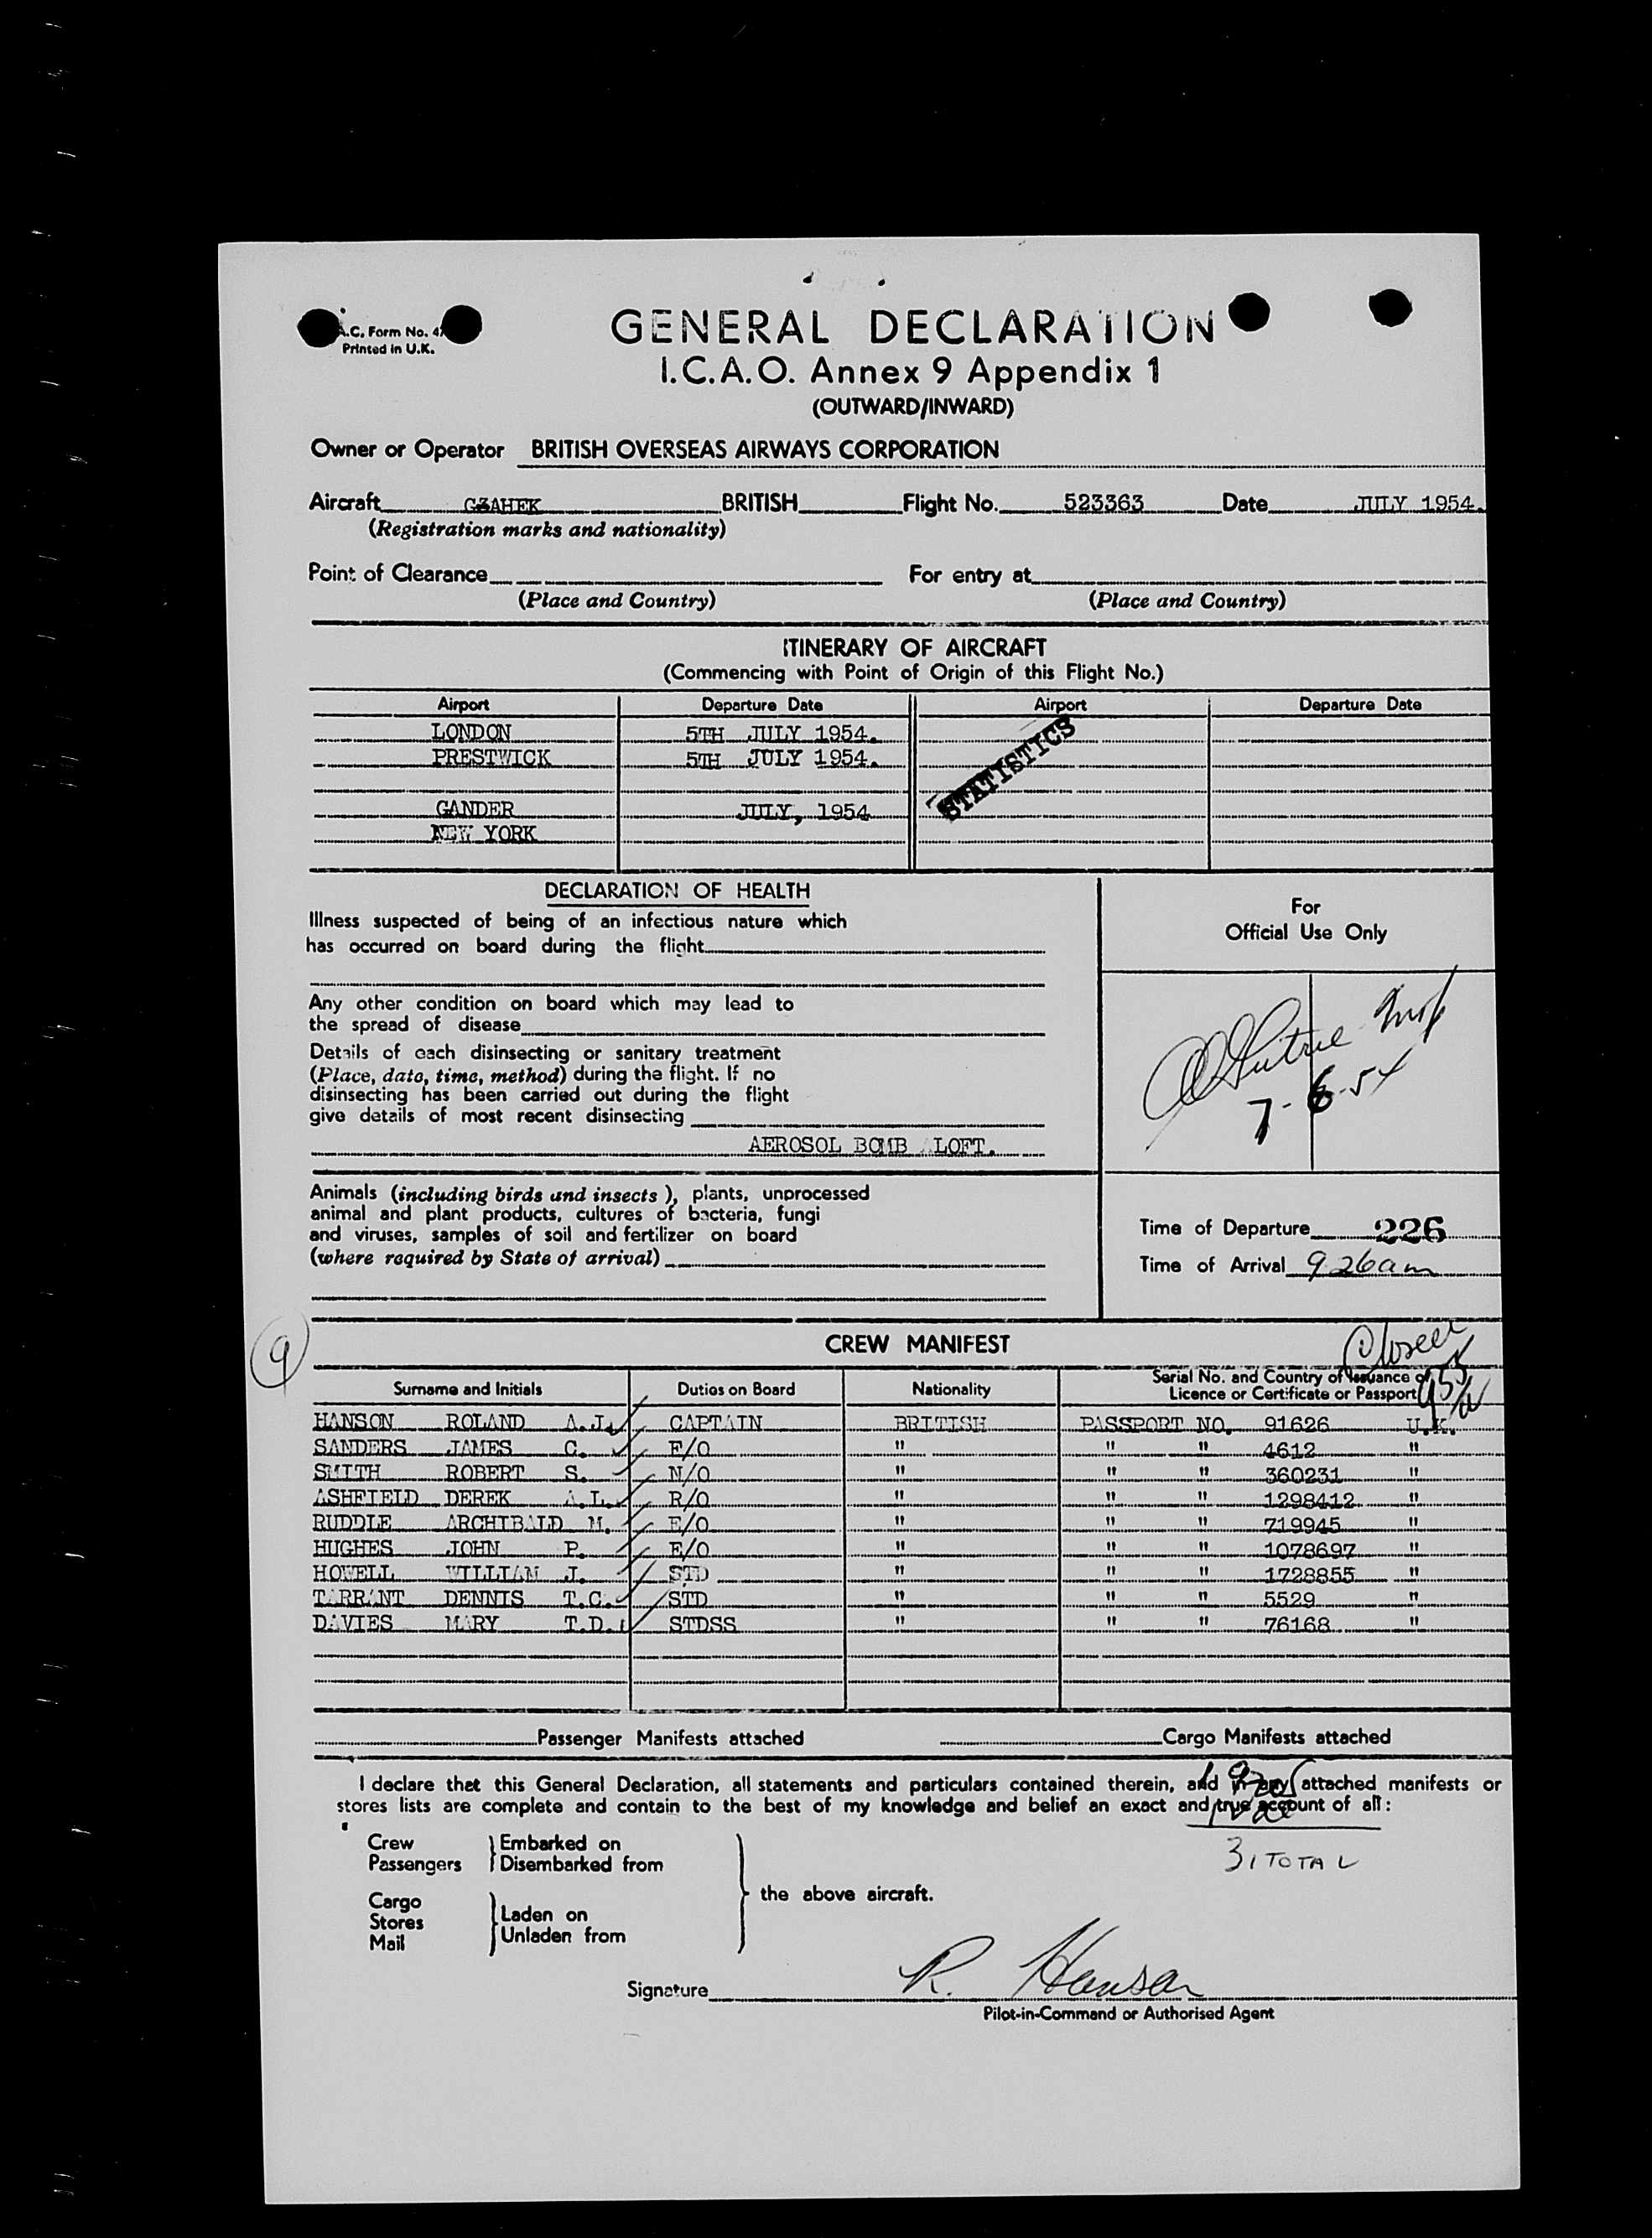 A.C. Form No. 4
Printed in U.K.
GENERAL DECLARATION
I.C.A.O. Annex 9 Appendix 1
(OUTWARD/INWARD)
Owner or Operator BRITISH OVERSEAS AIRWAYS CORPORATION
Aircraft BRITISH Flight No. 523363 Date JULY 1954.
(Registration marks and nationality)
Point of Clearance For entry at
(Place and Country) (Place and Country)
ITINERARY OF AIRCRAFT
(Commencing with Point of Origin of this Flight No.)
Airport Departure Date Airport Departure Date
LONDON 5TH JULY 1954.
PRESTWICK 5TH JULY 1954.
STATISTICS
GANDER JULY, 1954
NEW YORK
DECLARATION OF HEALTH
Illness suspected of being of an infectious nature which
has occurred on board during the flight
Any other condition on board which may lead to
the spread of disease
Details of each disinsecting or sanitary treatment
(Place, date, time, method) during the flight. If no
disinsecting has been carried out during the flight
give details of most recent disinsecting
AEROSOL BOMB ALOFT.
For
Official Use Only
7-6-54
Animals (including birds and insects), plants, unprocessed
animal and plant products, cultures of bacteria, fungi
and viruses, samples of soil and fertilizer on board
(where required by State of arrival)
Time of Departure 226
Time of Arrival 9 26am
9
CREW MANIFEST
Closed
Surname and Initials Duties on Board Nationality Serial No. and Country of Issuance of
Licence or Certificate or Passport
HANSON ROLAND A.J. CAPTAIN BRITISH PASSPORT NO. 91626 U.K.
SANDERS JAMES C. F/O " " " 4612 "
SMITH ROBERT S. N/O " " " 360231 "
ASHFIELD DEREK A.L. R/O " " " 1298412 "
RUDDLE ARCHIBALD M. E/O " " " 719945 "
HUGHES JOHN P. E/O " " " 1078697 "
HOWELL WILLIAM J. STD " " " 1728855 "
TARRANT DENNIS T.C. STD " " " 5529 "
DAVIES MARY T.D. STDSS " " " 76168 "
Passenger Manifests attached Cargo Manifests attached
I declare that this General Declaration, all statements and particulars contained therein, and in any attached manifests or
stores lists are complete and contain to the best of my knowledge and belief an exact and true account of all:
31 TOTAL
Crew
Passengers
Embarked on
Disembarked from
Cargo
Stores
Mail
Laden on
Unladen from
the above aircraft.
Signature R. Hanson
Pilot-in-Command or Authorised Agent